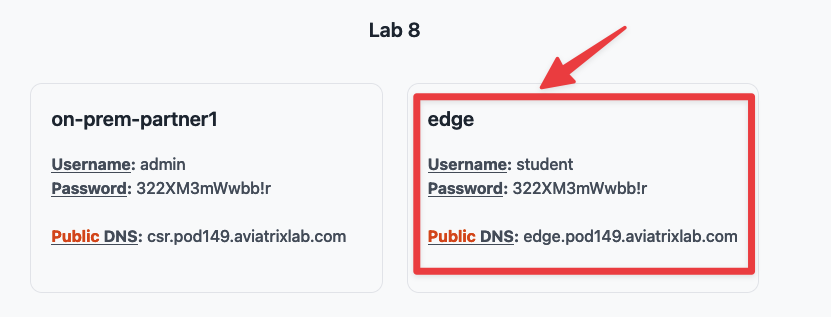 Lab 8
on-prem-partner1
Username: admin
Password: 322XM3mWwbb!r
Public DNS: csr.pod149.aviatrixlab.com
edge
Username: student
Password: 322XM3mWwbb!r
Public DNS: edge.pod149.aviatrixlab.com